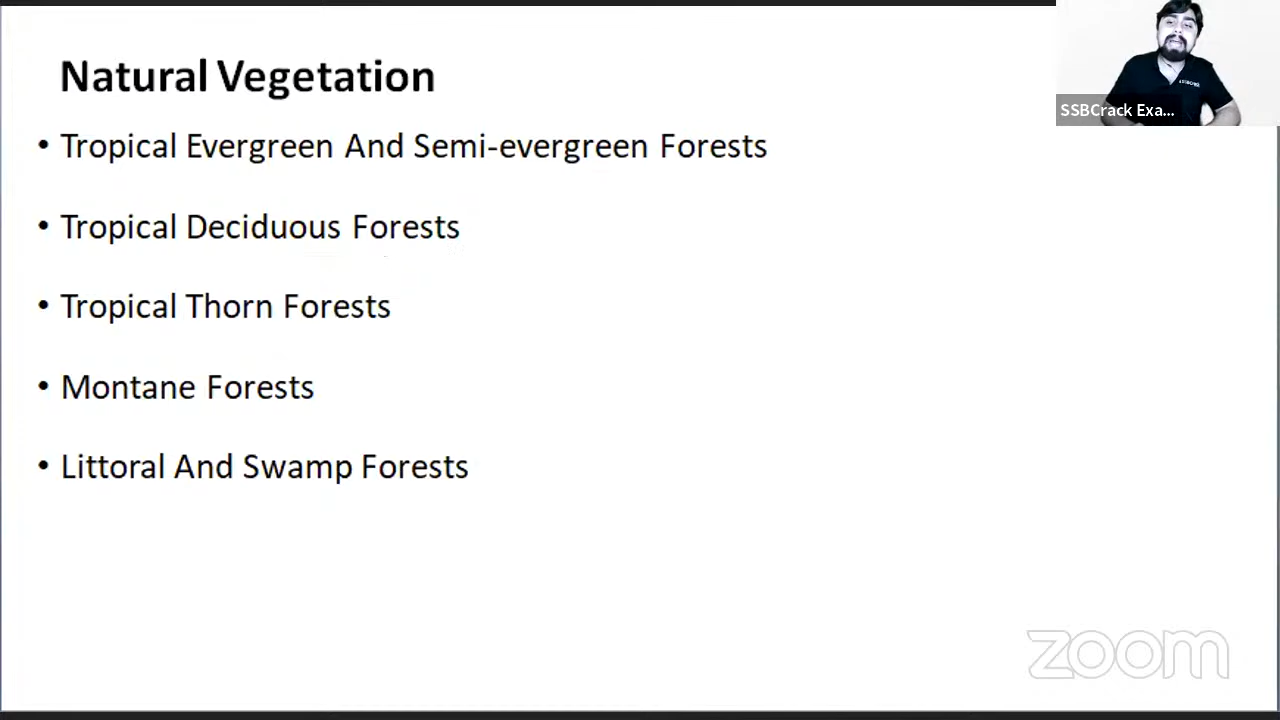 Natural Vegetation
• Tropical Evergreen And Semi-evergreen Forests
• Tropical Deciduous Forests
• Tropical Thorn Forests
• Montane Forests
• Littoral And Swamp Forests
SSBCrack Exa...
zoom